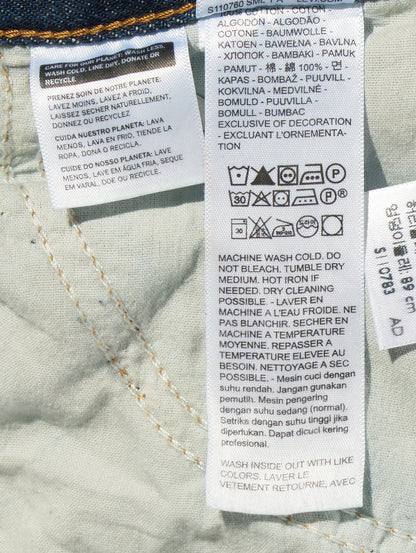 CARE FOR OUR PLANET: WASH LESS,
WASH COLD, LINE DRY, DONATE OR
RECYCLE.
PRENEZ SOIN DE NOTRE PLANÈTE:
LAVEZ MOINS, LAVEZ À FROID,
LAISSEZ SÉCHER NATURELLEMENT,
DONNEZ OU RECYCLEZ.
CUIDA NUESTRO PLANETA: LAVA
MENOS, LAVA EN FRIO, TIENDA LA
ROPA, DONA O RECICLA.
CUIDE DO NOSSO PLANETA: LAVA
MENOS, LAVA EM ÁGUA FRIA, SEQUE
EM VARAL, DOE OU RECICLE.
S110760
ALGODÓN - ALGODÃO -
COTONE - BAUMWOLLE -
KATOEN - BAWEŁNA - BAVLNA
XЛОПОК - BAMBAKI - PAMUK
- PAMUT - 棉 - 綿 100% - 면 -
KAPAS - BOMBAŽ - PUUVILL -
KOKVILNA - MEDVILNĖ -
BOMULD - PUUVILLA -
BOMULL - BUMBAC
EXCLUSIVE OF DECORATION
- EXCLUANT L'ORNEMENTA-
TION
P
30 P
30
MACHINE WASH COLD. DO
NOT BLEACH. TUMBLE DRY
MEDIUM. HOT IRON IF
NEEDED. DRY CLEANING
POSSIBLE. - LAVER EN
MACHINE A L'EAU FROIDE. NE
PAS BLANCHIR. SECHER EN
MACHINE A TEMPERATURE
MOYENNE. REPASSER A
TEMPERATURE ELEVEE AU
BESOIN. NETTOYAGE A SEC
POSSIBLE. - Mesin cuci dengan
suhu rendah. Jangan gunakan
pemutih. Mesin pengering
dengan suhu sedang (normal).
Setrika dengan suhu tinggi jika
diperlukan. Dapat dicuci kering
profesional.
WASH INSIDE OUT WITH LIKE
COLORS. LAVER LE
VETEMENT RETOURNE, AVEC
89 cm
S110783
AD